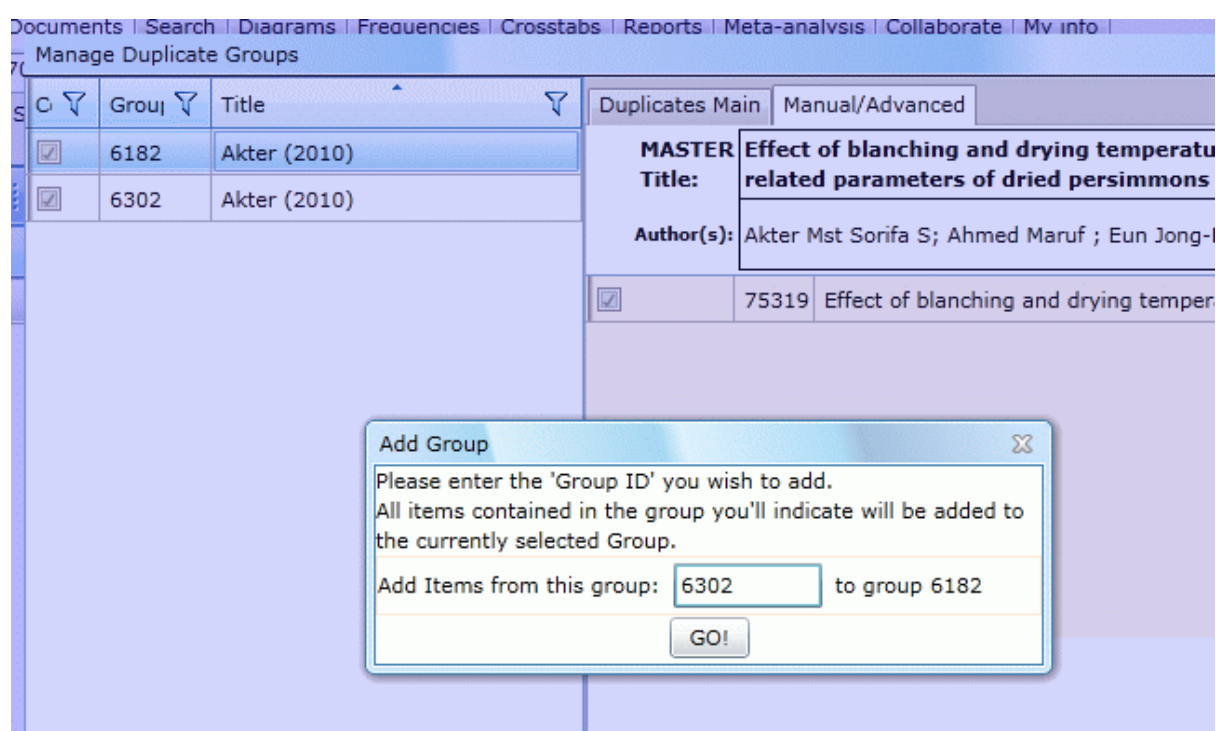 Documents | Search | Diagrams | Frequencies | Crosstabs | Reports | Meta-analysis | Collaborate | My info |
Manage Duplicate Groups
Grou Title
6182 Akter (2010)
6302 Akter (2010)
Duplicates Main Manual/Advanced
MASTER Title: Effect of blanching and drying temperatu
related parameters of dried persimmons
Author(s): Akter Mst Sorifa S; Ahmed Maruf ; Eun Jong-
75319 Effect of blanching and drying temper
Add Group
Please enter the 'Group ID' you wish to add.
All items contained in the group you'll indicate will be added to
the currently selected Group.
Add Items from this group: 6302 to group 6182
GO!